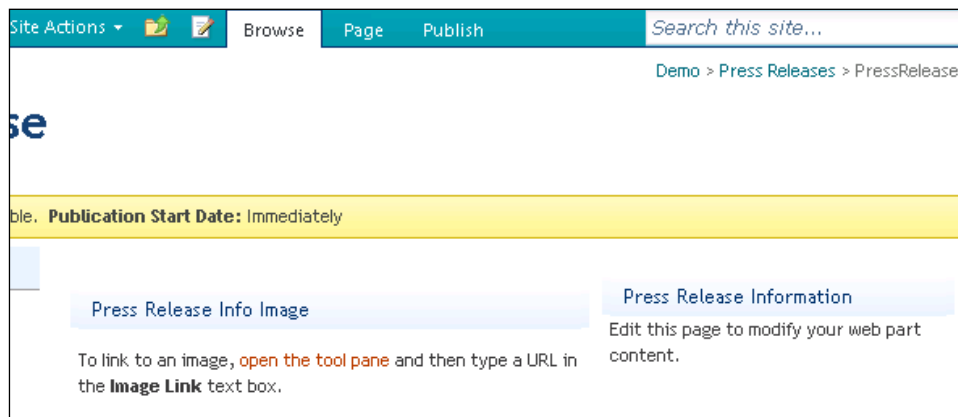 Site Actions Browse Page Publish Search this site...
Demo > Press Releases > PressRelease
se
ble. Publication Start Date: Immediately
Press Release Info Image
To link to an image, open the tool pane and then type a URL in
the Image Link text box.
Press Release Information
Edit this page to modify your web part
content.